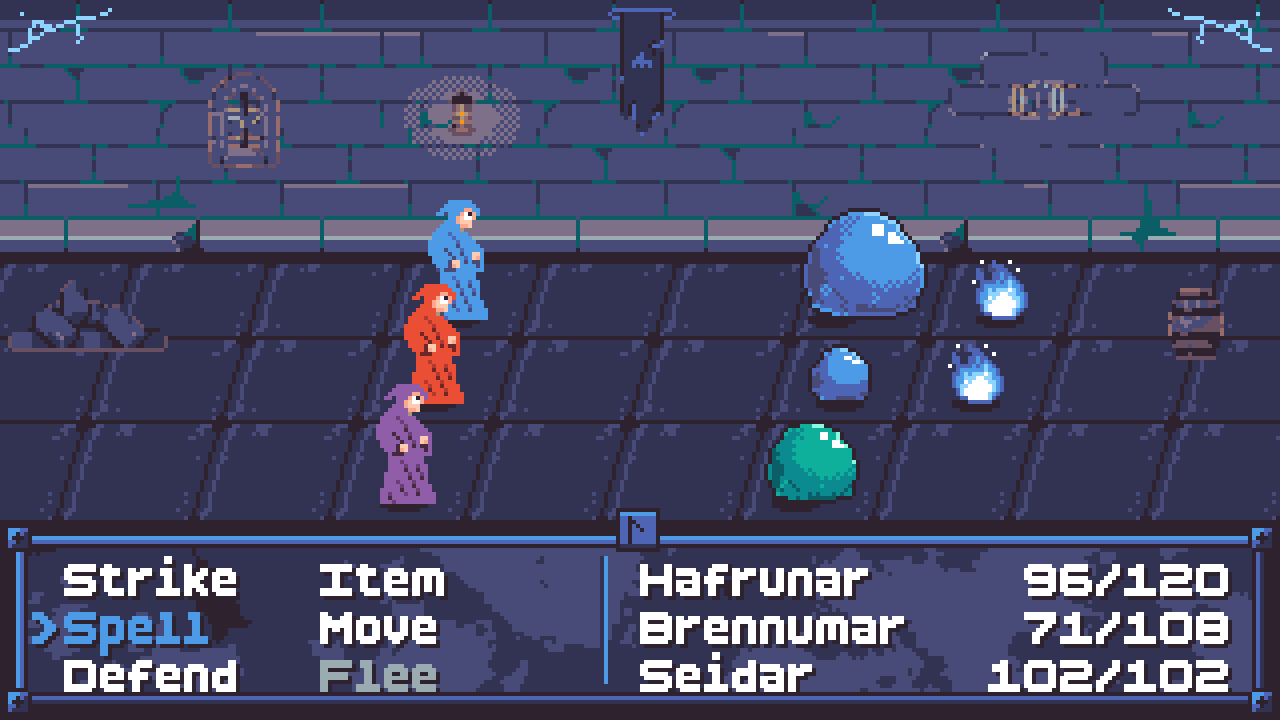 Strike Item
Spell Move
Defend Flee
Hafrunar 96/120
Brennumar 71/108
Seidar 102/102